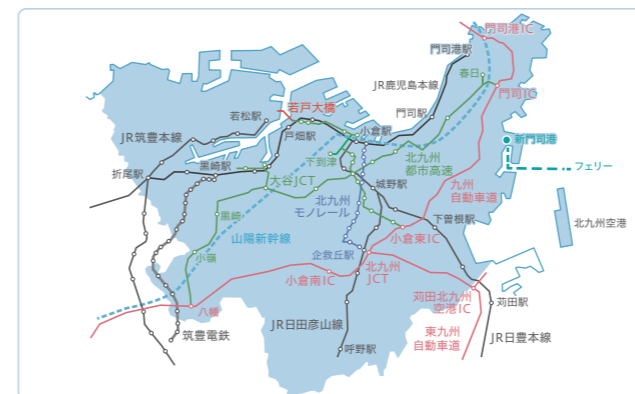 門司港IC
門司港駅
春日
JR鹿児島本線
門司IC
門司駅
若戸大橋
若松駅
小倉駅
戸畑駅
新門司港
JR筑豊本線
下到津
北九州
都市高速
フェリー
黒崎駅
折尾駅
大谷JCT
城野駅
九州
自動車道
北九州
モノレール
下曽根駅
黒崎
北九州空港
山陽新幹線
小倉東IC
企救丘駅
小嶺
北九州
JCT
小倉南IC
苅田北九州
空港IC
苅田駅
八幡
JR日田彦山線
筑豊電鉄
東九州
自動車道
JR日豊本線
呼野駅